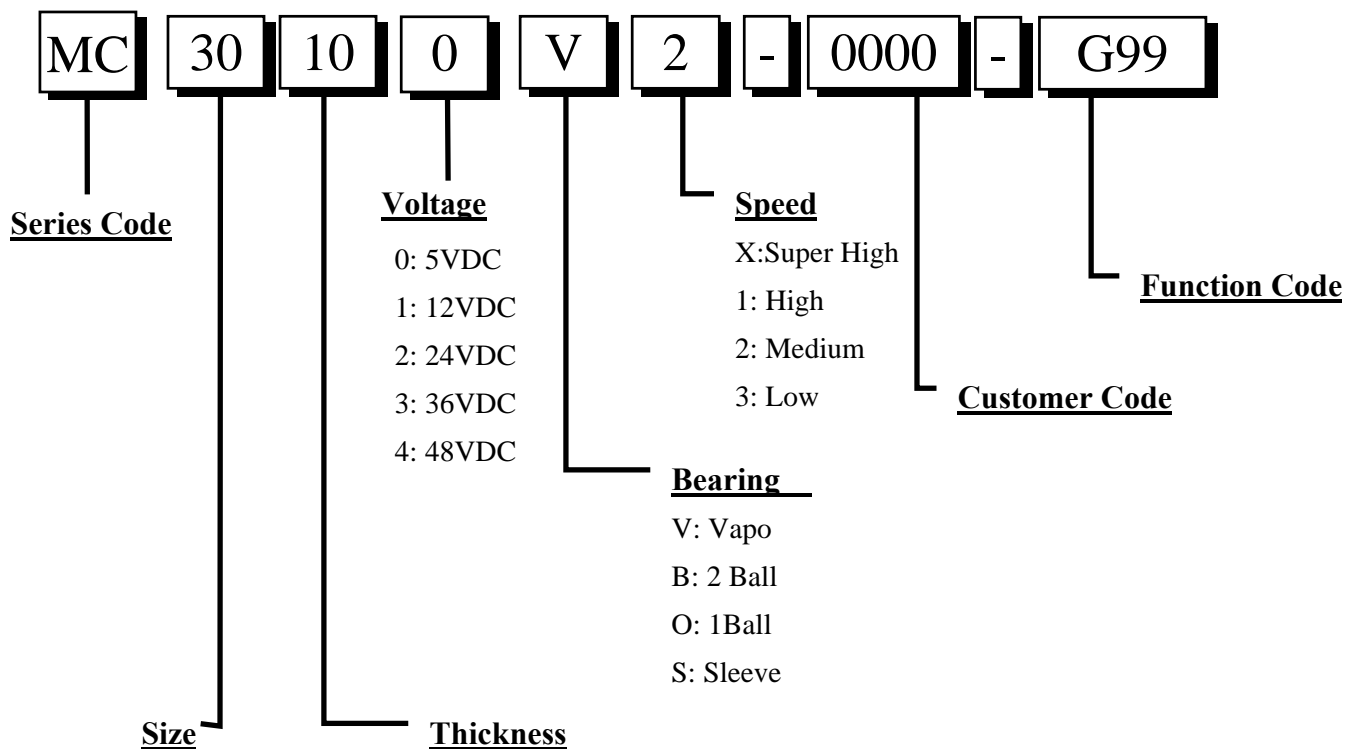 MC 30 10 0 V 2 - 0000 - G99
Series Code
Voltage
0: 5VDC
1: 12VDC
2: 24VDC
3: 36VDC
4: 48VDC
Speed
X:Super High
1: High
2: Medium
3: Low
Function Code
Customer Code
Bearing
V: Vapo
B: 2 Ball
O: 1Ball
S: Sleeve
Size
Thickness